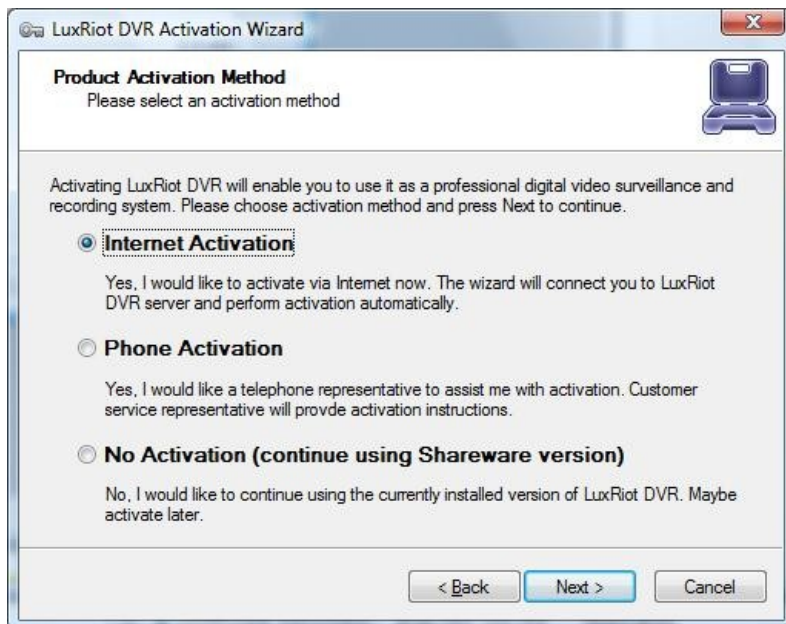 LuxRiot DVR Activation Wizard
Product Activation Method
Please select an activation method
Activating LuxRiot DVR will enable you to use it as a professional digital video surveillance and
recording system. Please choose activation method and press Next to continue.
Internet Activation
Yes, I would like to activate via Internet now. The wizard will connect you to LuxRiot
DVR server and perform activation automatically.
Phone Activation
Yes, I would like a telephone representative to assist me with activation. Customer
service representative will provde activation instructions.
No Activation (continue using Shareware version)
No, I would like to continue using the currently installed version of LuxRiot DVR. Maybe
activate later.
< Back Next > Cancel